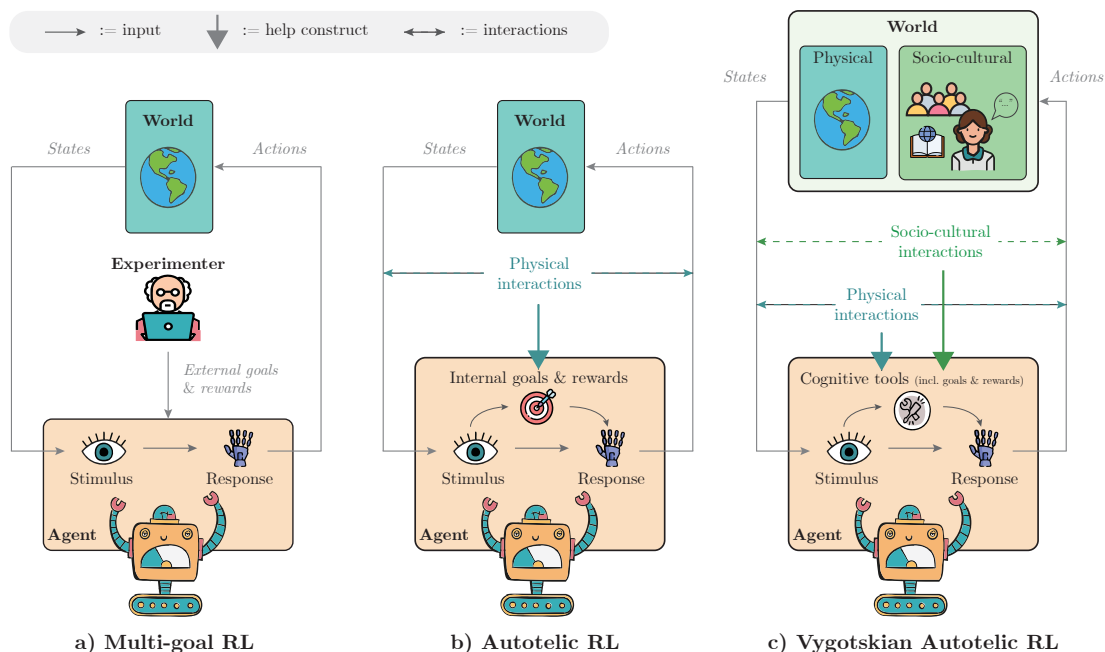 := input
:= help construct
:= interactions
World
States
Actions
Experimenter
External goals
& rewards
Stimulus
Response
Agent
a) Multi-goal RL
World
States
Actions
Physical
interactions
Internal goals & rewards
Stimulus
Response
Agent
b) Autotelic RL
World
Physical
Socio-cultural
States
Actions
Socio-cultural
interactions
Physical
interactions
Cognitive tools (incl. goals & rewards)
Stimulus
Response
Agent
c) Vygotskian Autotelic RL